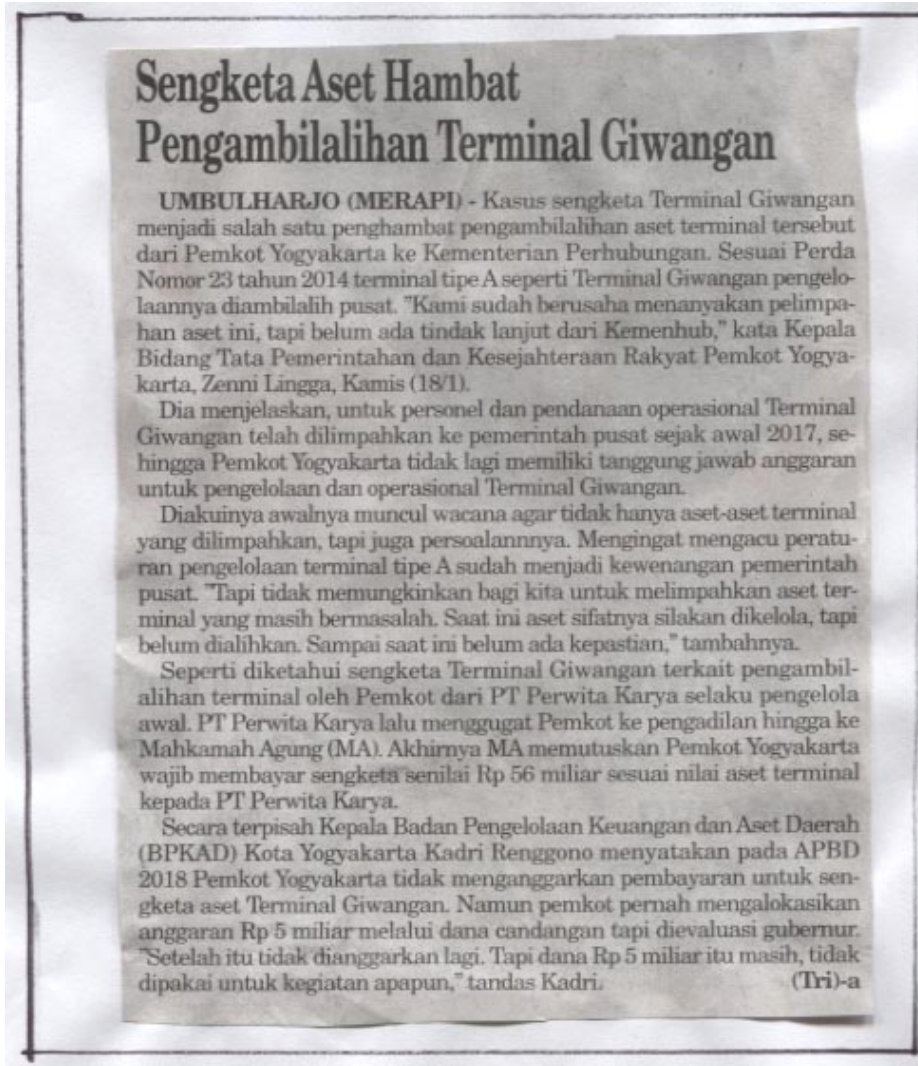 Sengketa Aset Hambat
Pengambilalihan Terminal Giwangan
UMBULHARJO (MERAPI) - Kasus sengketa Terminal Giwangan
menjadi salah satu penghambat pengambilalihan aset terminal tersebut
dari Pemkot Yogyakarta ke Kementerian Perhubungan. Sesuai Perda
Nomor 23 tahun 2014 terminal tipe A seperti Terminal Giwangan pengelo-
laannya diambilalih pusat. "Kami sudah berusaha menanyakan pelimpa-
han aset ini, tapi belum ada tindak lanjut dari Kemenhub," kata Kepala
Bidang Tata Pemerintahan dan Kesejahteraan Rakyat Pemkot Yogya-
karta, Zenni Lingga, Kamis (18/1).
Dia menjelaskan, untuk personel dan pendanaan operasional Terminal
Giwangan telah dilimpahkan ke pemerintah pusat sejak awal 2017, se-
hingga Pemkot Yogyakarta tidak lagi memiliki tanggung jawab anggaran
untuk pengelolaan dan operasional Terminal Giwangan.
Diakuinya awalnya muncul wacana agar tidak hanya aset-aset terminal
yang dilimpahkan, tapi juga persoalannnya. Mengingat mengacu peratu-
ran pengelolaan terminal tipe A sudah menjadi kewenangan pemerintah
pusat. "Tapi tidak memungkinkan bagi kita untuk melimpahkan aset ter-
minal yang masih bermasalah. Saat ini aset sifatnya silakan dikelola, tapi
belum dialihkan. Sampai saat ini belum ada kepastian," tambahnya.
Seperti diketahui sengketa Terminal Giwangan terkait pengambil-
alihan terminal oleh Pemkot dari PT Perwita Karya selaku pengelola
awal. PT Perwita Karya lalu menggugat Pemkot ke pengadilan hingga ke
Mahkamah Agung (MA). Akhirnya MA memutuskan Pemkot Yogyakarta
wajib membayar sengketa senilai Rp 56 miliar sesuai nilai aset terminal
kepada PT Perwita Karya.
Secara terpisah Kepala Badan Pengelolaan Keuangan dan Aset Daerah
(BPKAD) Kota Yogyakarta Kadri Renggono menyatakan pada APBD
2018 Pemkot Yogyakarta tidak menganggarkan pembayaran untuk sen-
gketa aset Terminal Giwangan. Namun pemkot pernah mengalokasikan
anggaran Rp 5 miliar melalui dana candangan tapi dievaluasi gubernur.
"Setelah itu tidak dianggarkan lagi. Tapi dana Rp 5 miliar itu masih, tidak
dipakai untuk kegiatan apapun," tandas Kadri. (Tri)-a